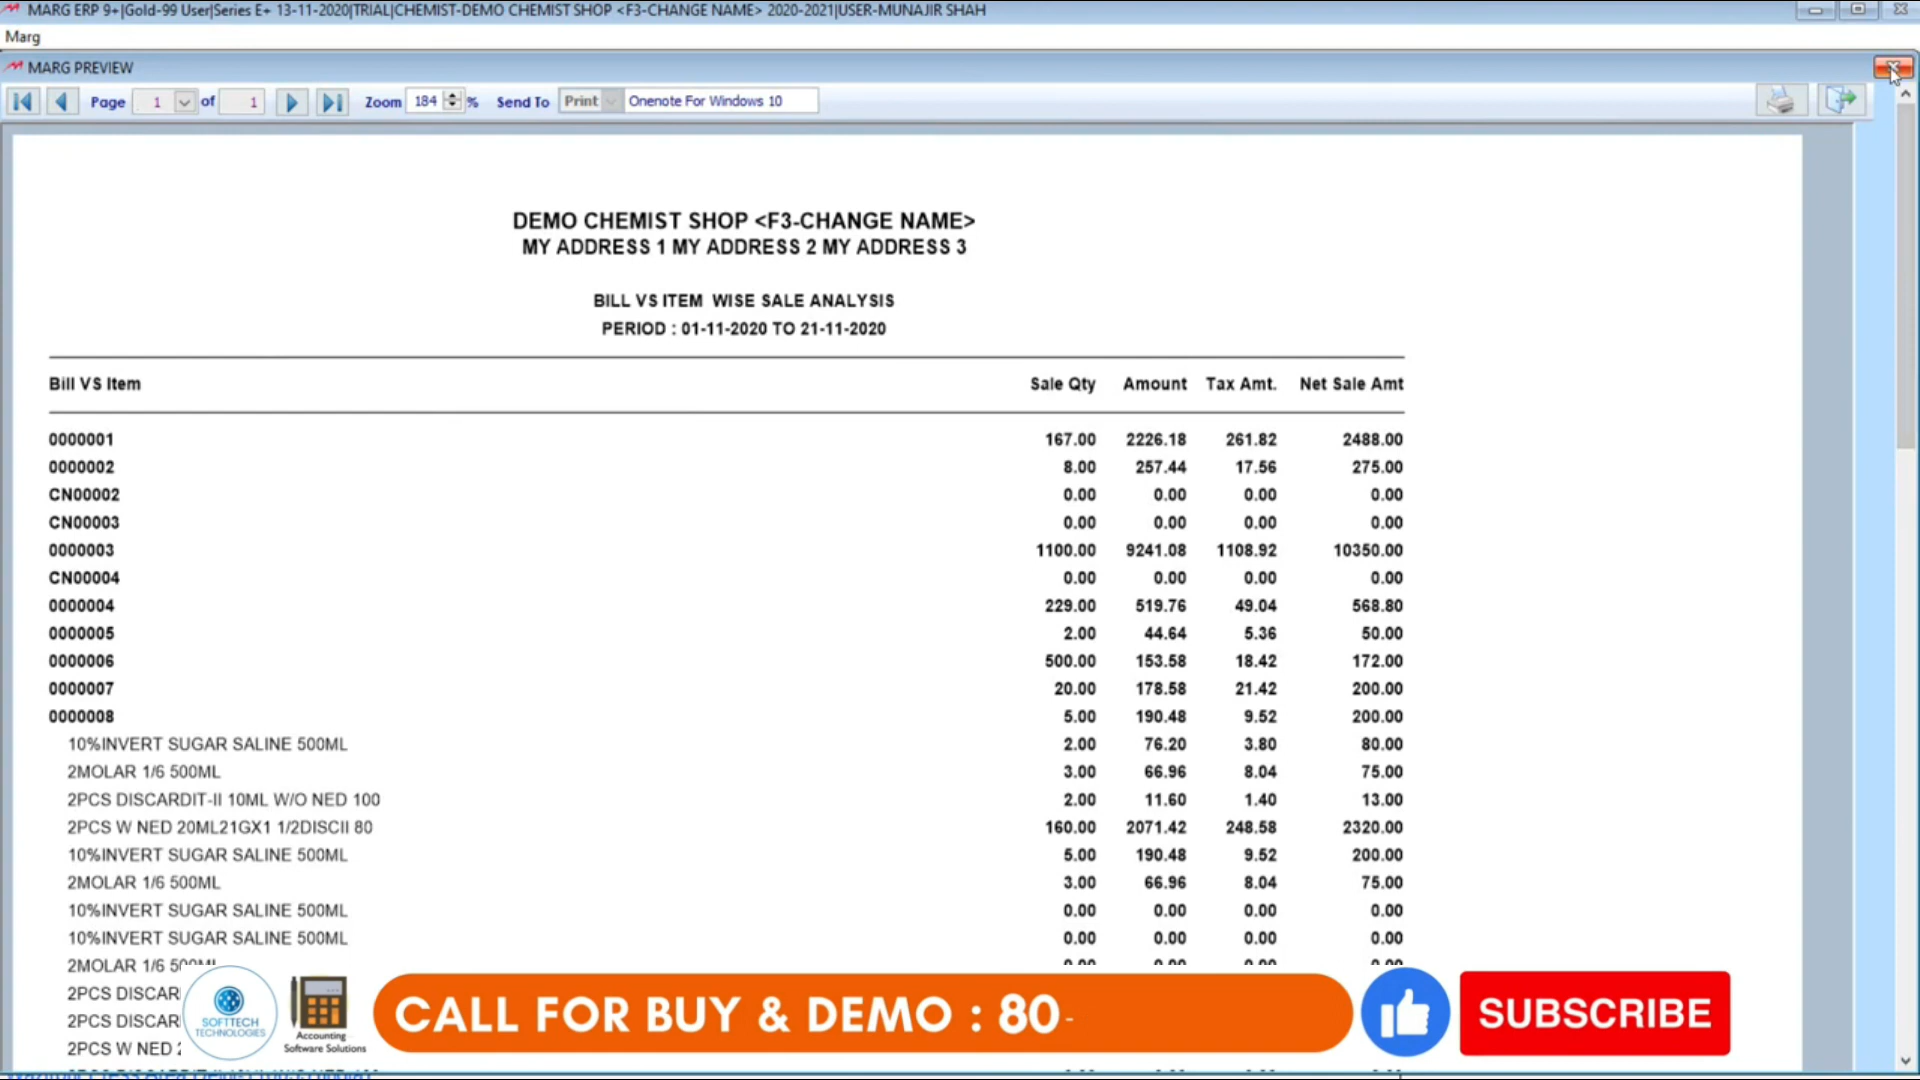 MARG ERP 9+|Gold-99 User|Series E+ 13-11-2020|TRIAL|CHEMIST-DEMO CHEMIST SHOP <F3-CHANGE NAME> 2020-2021|USER-MUNAJIR SHAH
Marg
MARG PREVIEW
Page 1 of 1 Zoom 184 % Send To Print Onenote For Windows 10
DEMO CHEMIST SHOP <F3-CHANGE NAME>
MY ADDRESS 1 MY ADDRESS 2 MY ADDRESS 3
BILL VS ITEM WISE SALE ANALYSIS
PERIOD : 01-11-2020 TO 21-11-2020
Bill VS Item Sale Qty Amount Tax Amt. Net Sale Amt
0000001 167.00 2226.18 261.82 2488.00
0000002 8.00 257.44 17.56 275.00
CN00002 0.00 0.00 0.00 0.00
CN00003 0.00 0.00 0.00 0.00
0000003 1100.00 9241.08 1108.92 10350.00
CN00004 0.00 0.00 0.00 0.00
0000004 229.00 519.76 49.04 568.80
0000005 2.00 44.64 5.36 50.00
0000006 500.00 153.58 18.42 172.00
0000007 20.00 178.58 21.42 200.00
0000008 5.00 190.48 9.52 200.00
10%INVERT SUGAR SALINE 500ML 2.00 76.20 3.80 80.00
2MOLAR 1/6 500ML 3.00 66.96 8.04 75.00
2PCS DISCARDIT-II 10ML W/O NED 100 2.00 11.60 1.40 13.00
2PCS W NED 20ML21GX1 1/2DISCII 80 160.00 2071.42 248.58 2320.00
10%INVERT SUGAR SALINE 500ML 5.00 190.48 9.52 200.00
2MOLAR 1/6 500ML 3.00 66.96 8.04 75.00
10%INVERT SUGAR SALINE 500ML 0.00 0.00 0.00 0.00
10%INVERT SUGAR SALINE 500ML 0.00 0.00 0.00 0.00
2MOLAR 1/6 500ML
2PCS DISCAR
2PCS DISCAR
2PCS W NED
SOFTTECH
TECHNOLOGIES
Accounting
Software Solutions
CALL FOR BUY & DEMO : 80-
SUBSCRIBE